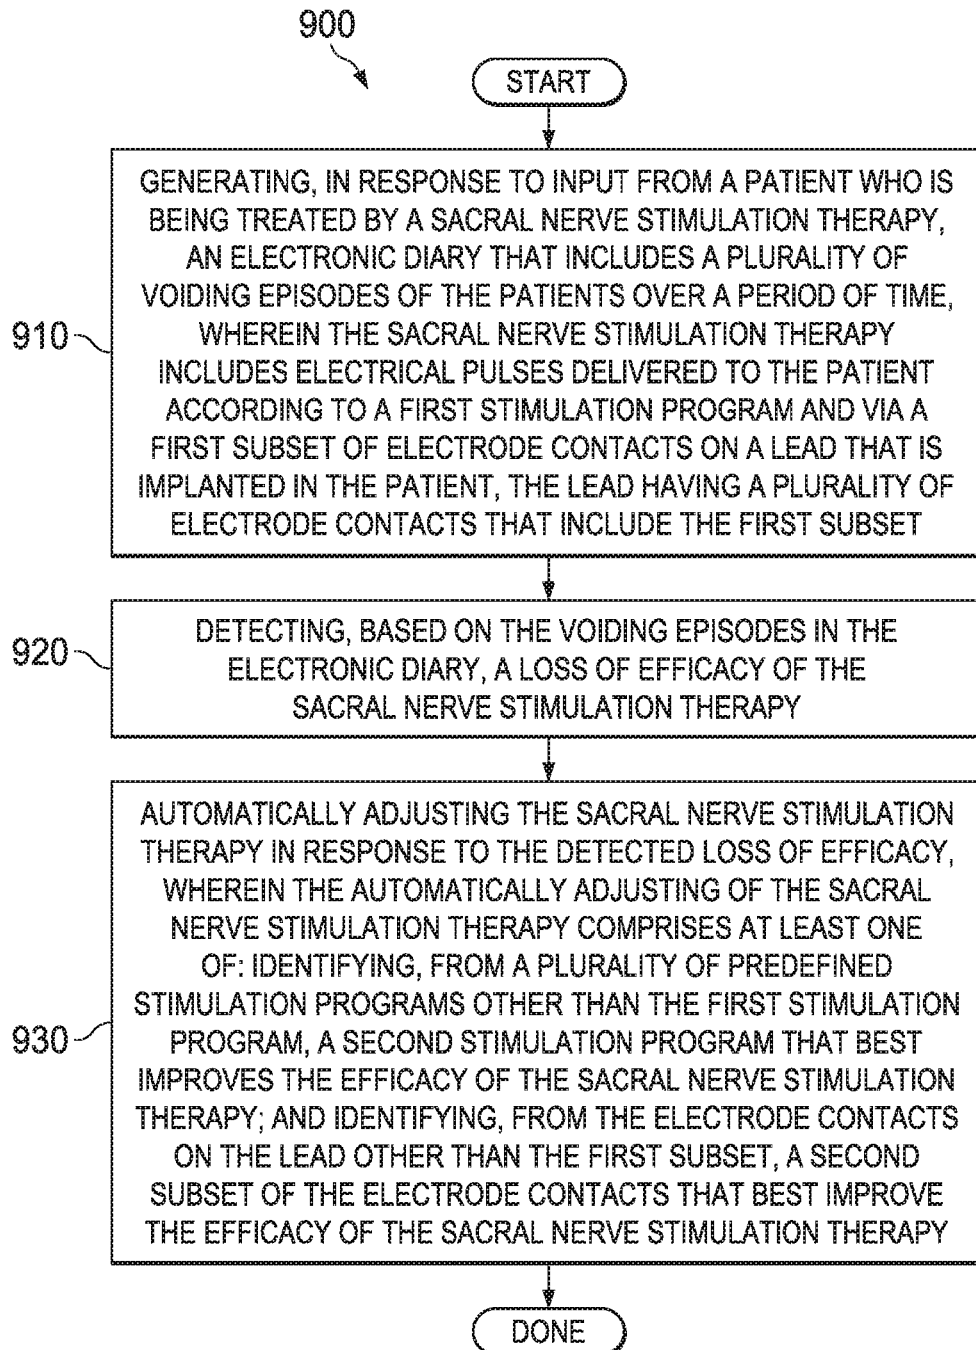 900
START
GENERATING, IN RESPONSE TO INPUT FROM A PATIENT WHO IS
BEING TREATED BY A SACRAL NERVE STIMULATION THERAPY,
AN ELECTRONIC DIARY THAT INCLUDES A PLURALITY OF
VOIDING EPISODES OF THE PATIENTS OVER A PERIOD OF TIME,
WHEREIN THE SACRAL NERVE STIMULATION THERAPY
INCLUDES ELECTRICAL PULSES DELIVERED TO THE PATIENT
ACCORDING TO A FIRST STIMULATION PROGRAM AND VIA A
FIRST SUBSET OF ELECTRODE CONTACTS ON A LEAD THAT IS
IMPLANTED IN THE PATIENT, THE LEAD HAVING A PLURALITY OF
ELECTRODE CONTACTS THAT INCLUDE THE FIRST SUBSET
910
DETECTING, BASED ON THE VOIDING EPISODES IN THE
ELECTRONIC DIARY, A LOSS OF EFFICACY OF THE
SACRAL NERVE STIMULATION THERAPY
920
AUTOMATICALLY ADJUSTING THE SACRAL NERVE STIMULATION
THERAPY IN RESPONSE TO THE DETECTED LOSS OF EFFICACY,
WHEREIN THE AUTOMATICALLY ADJUSTING OF THE SACRAL
NERVE STIMULATION THERAPY COMPRISES AT LEAST ONE
OF: IDENTIFYING, FROM A PLURALITY OF PREDEFINED
STIMULATION PROGRAMS OTHER THAN THE FIRST STIMULATION
PROGRAM, A SECOND STIMULATION PROGRAM THAT BEST
IMPROVES THE EFFICACY OF THE SACRAL NERVE STIMULATION
THERAPY; AND IDENTIFYING, FROM THE ELECTRODE CONTACTS
ON THE LEAD OTHER THAN THE FIRST SUBSET, A SECOND
SUBSET OF THE ELECTRODE CONTACTS THAT BEST IMPROVE
THE EFFICACY OF THE SACRAL NERVE STIMULATION THERAPY
930
DONE